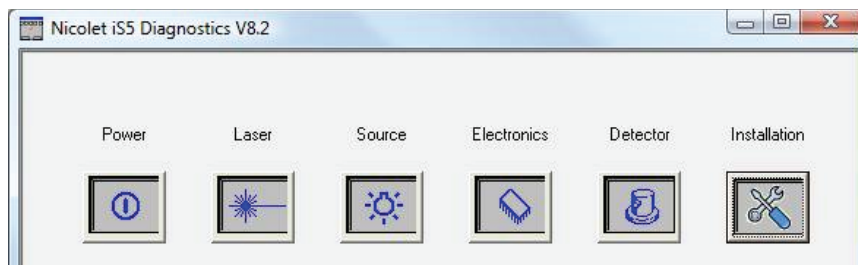 Nicolet iS5 Diagnostics V8.2
Power Laser Source Electronics Detector Installation